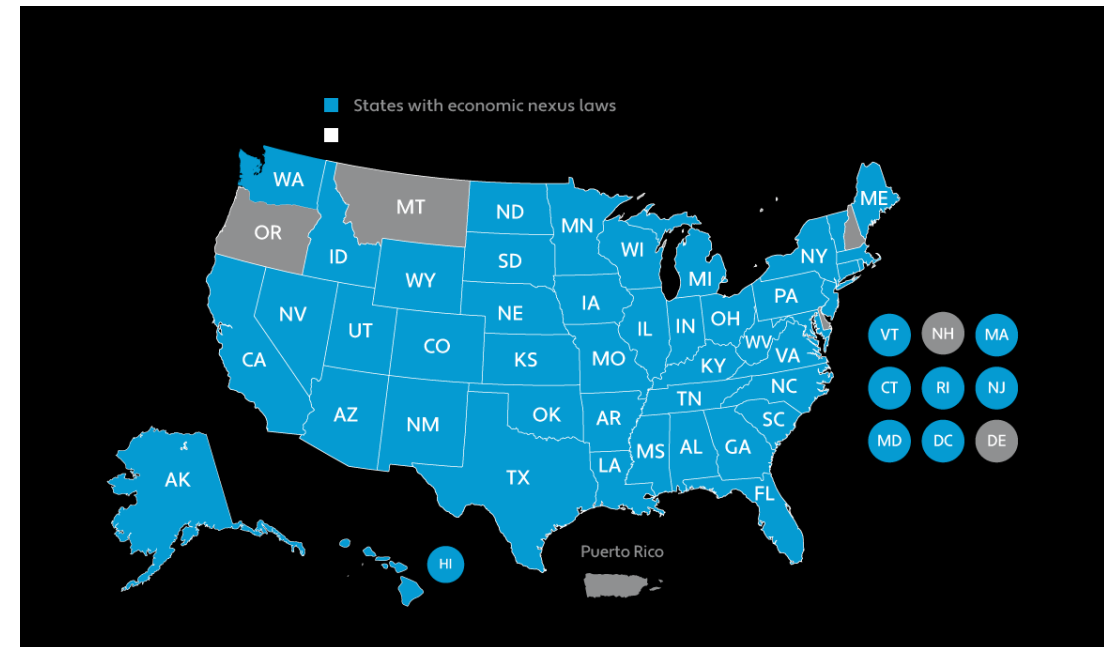 States with economic nexus laws
WA
MT
ND
MN
ME
OR
ID
SD
WI
NY
WY
MI
PA
NV
NE
IA
UT
CO
IL
IN
OH
CA
KS
MO
WV
VA
KY
AZ
NM
OK
AR
TN
NC
SC
TX
LA
MS
AL
GA
FL
VT NH MA
CT RI NJ
MD DC DE
AK
HI
Puerto Rico